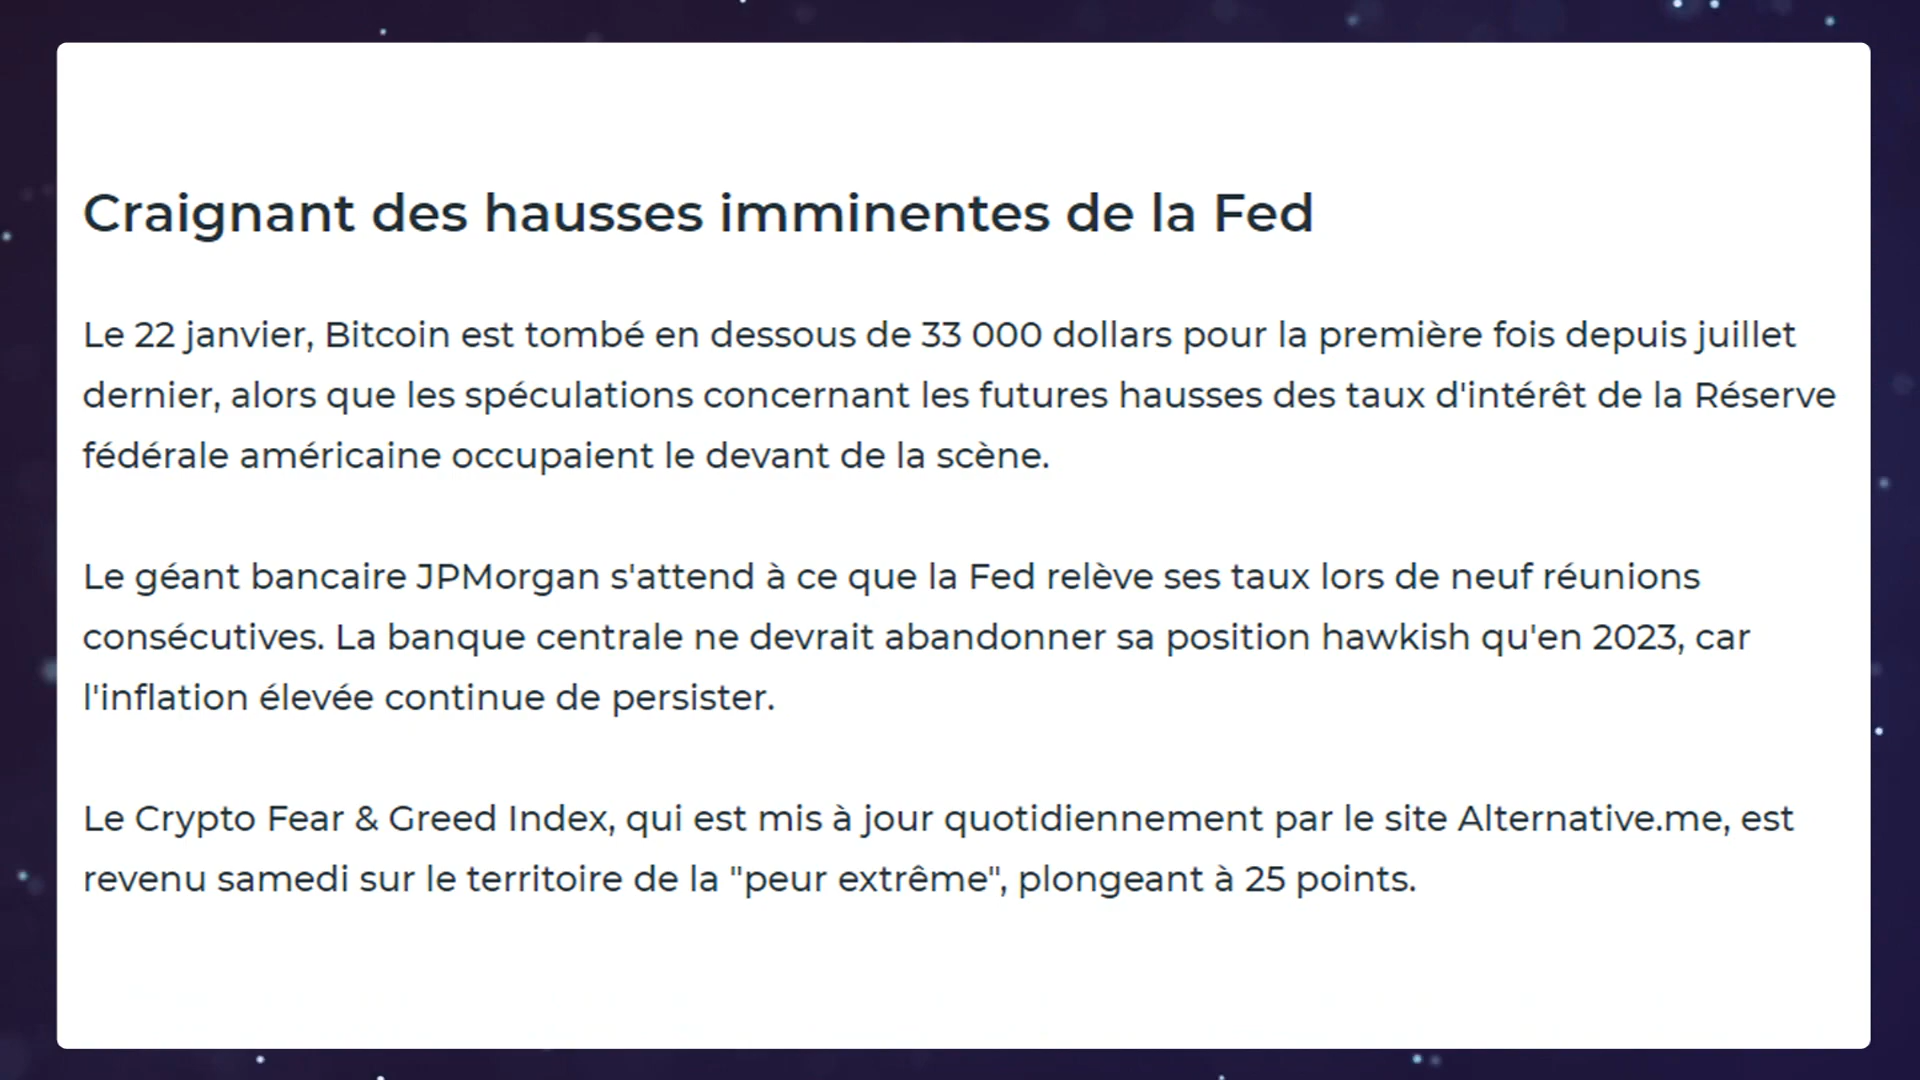 Craignant des hausses imminentes de la Fed
Le 22 janvier, Bitcoin est tombé en dessous de 33 000 dollars pour la première fois depuis juillet
dernier, alors que les spéculations concernant les futures hausses des taux d'intérêt de la Réserve
fédérale américaine occupaient le devant de la scène.
Le géant bancaire JPMorgan s'attend à ce que la Fed relève ses taux lors de neuf réunions
consécutives. La banque centrale ne devrait abandonner sa position hawkish qu'en 2023, car
l'inflation élevée continue de persister.
Le Crypto Fear & Greed Index, qui est mis à jour quotidiennement par le site Alternative.me, est
revenu samedi sur le territoire de la "peur extrême", plongeant à 25 points.